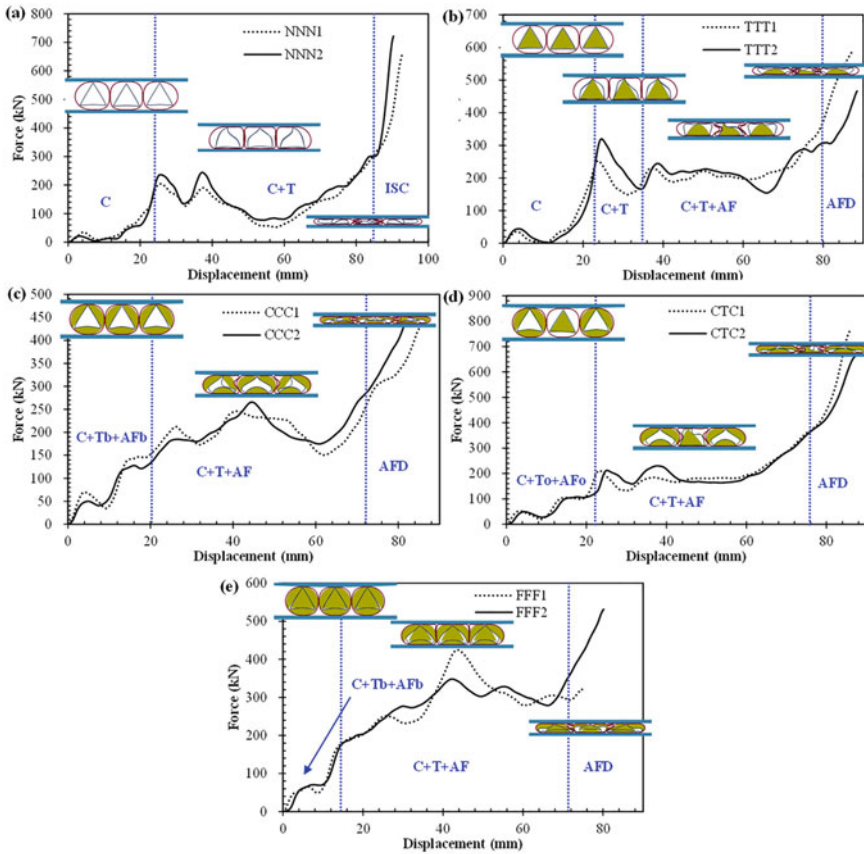 (a)
800
700
600
500
400
300
200
100
0
Force (kN)
NNN1
NNN2
C
C+T
ISC
0 20 40 60 80 100
Displacement (mm)
(b)
700
600
500
400
300
200
100
0
Force (kN)
TTT1
TTT2
C
C+T
C+T+AF
AFD
0 20 40 60 80
Displacement (mm)
(c)
500
450
400
350
300
250
200
150
100
50
0
Force (kN)
CCC1
CCC2
C+Tb+AFb
C+T+AF
AFD
0 20 40 60 80
Displacement (mm)
(d)
900
800
700
600
500
400
300
200
100
0
Force (kN)
CTC1
CTC2
C+To+AFo
C+T+AF
AFD
0 20 40 60 80
Displacement (mm)
(e)
600
500
400
300
200
100
0
Force (kN)
FFF1
FFF2
C+Tb+AFb
C+T+AF
AFD
0 20 40 60 80
Displacement (mm)